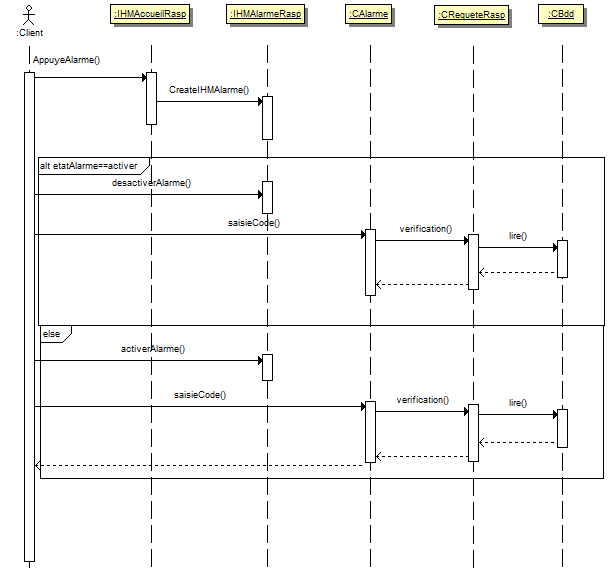 :Client
:IHMAccueilRasp
:IHMAlarmeRasp
:CAlarme
:CRequeteRasp
:CBdd
AppuyeAlarme()
CreateIHMAlarme()
alt etatAlarme==activer
desactiverAlarme()
saisieCode()
verification()
lire()
else
activerAlarme()
saisieCode()
verification()
lire()